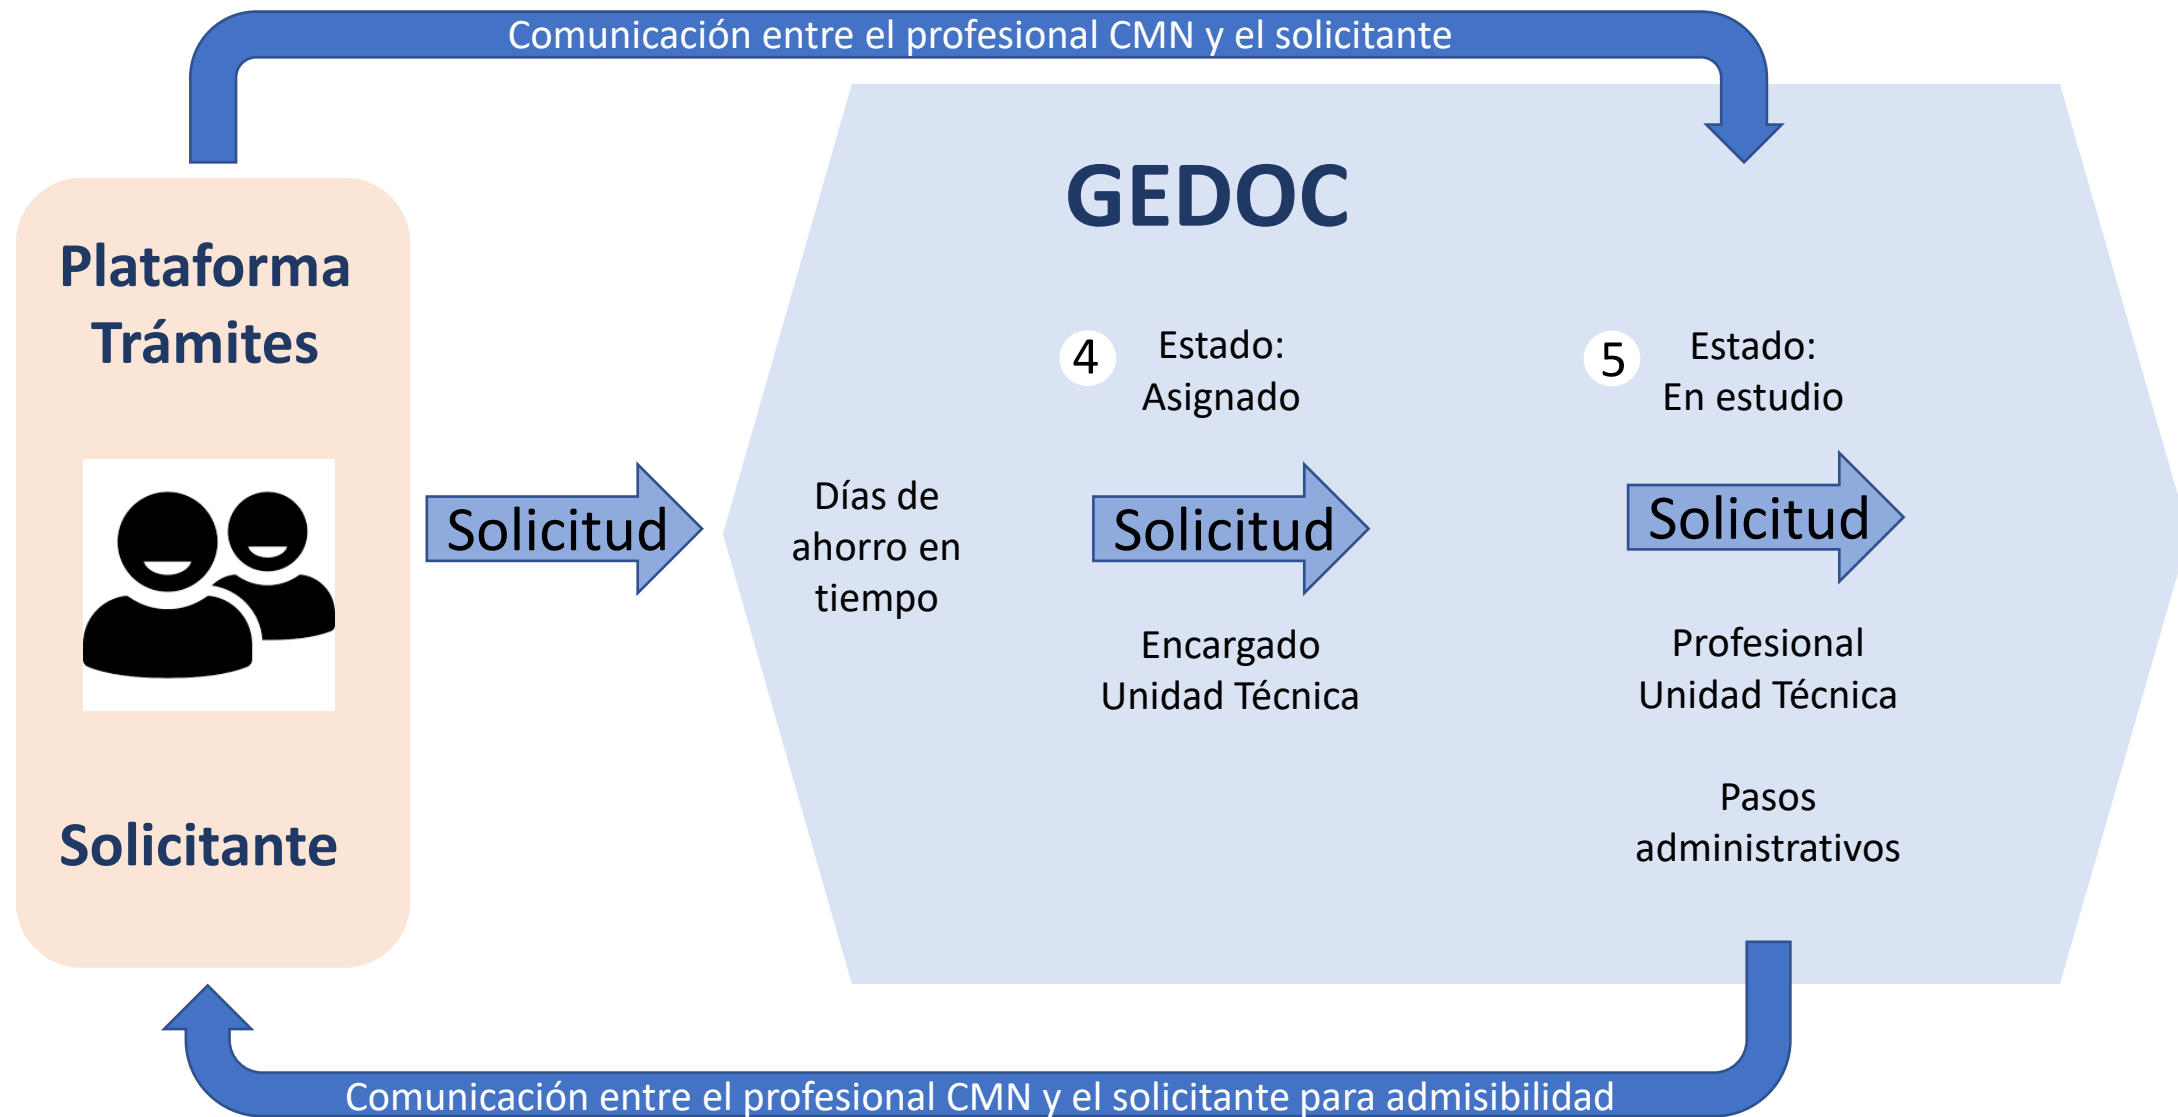 Comunicación entre el profesional CMN y el solicitante
Plataforma
Trámites
Solicitante
Solicitud
GEDOC
Días de
ahorro en
tiempo
4
Estado:
Asignado
Solicitud
Encargado
Unidad Técnica
5
Estado:
En estudio
Solicitud
Profesional
Unidad Técnica
Pasos
administrativos
Comunicación entre el profesional CMN y el solicitante para admisibilidad